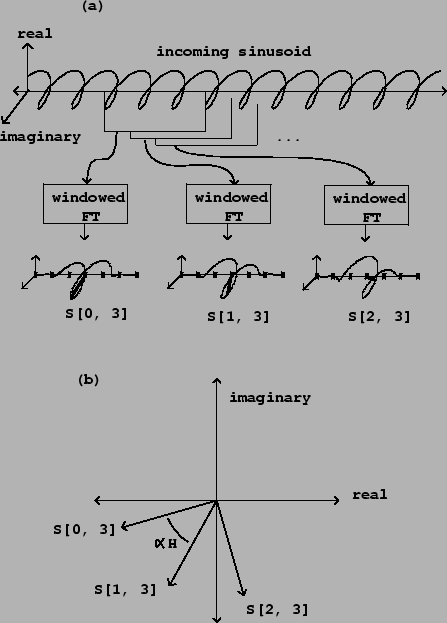 (a)
real
incoming sinusoid
imaginary
...
windowed FT
windowed FT
windowed FT
S[0, 3]
S[1, 3]
S[2, 3]
(b)
imaginary
real
S[0, 3]
αH
S[1, 3]
S[2, 3]